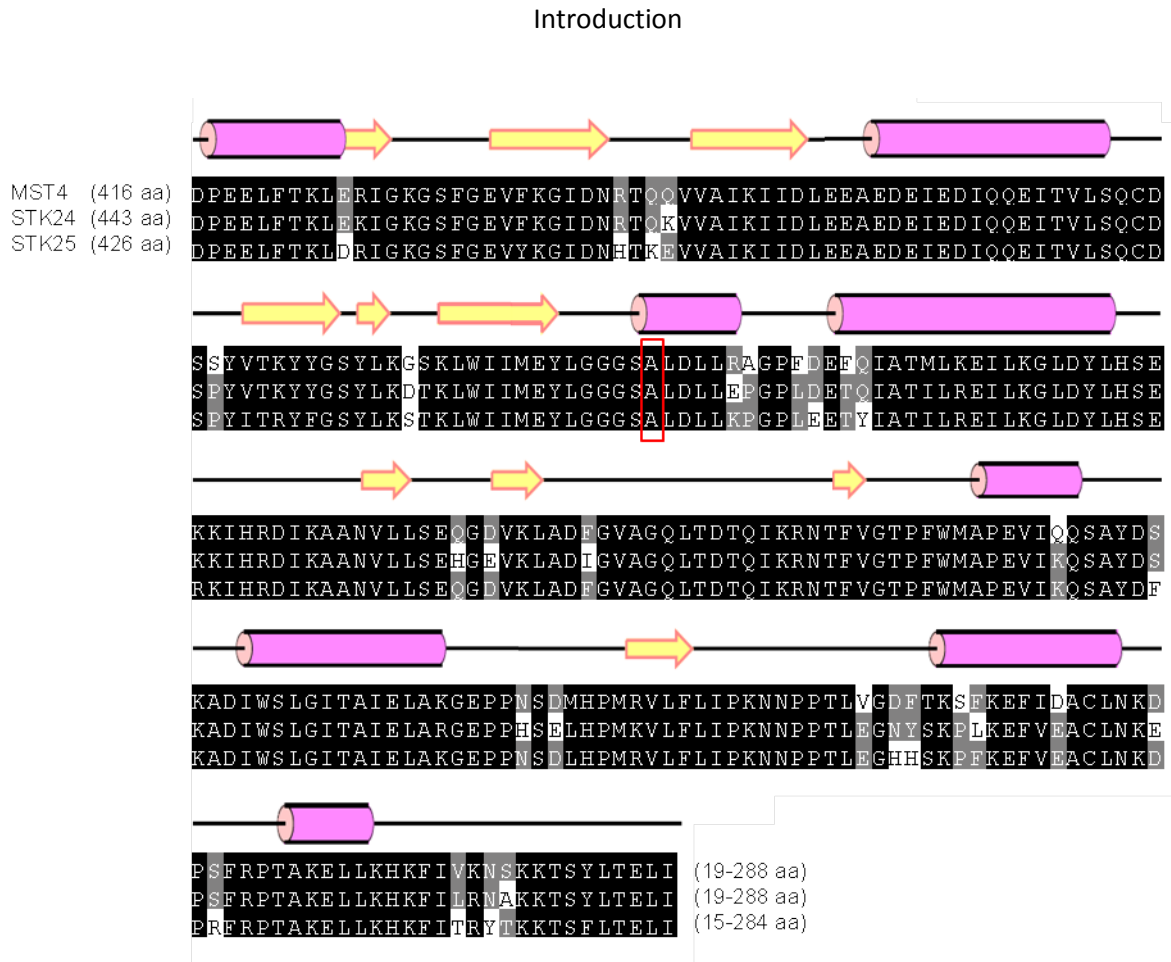 Introduction
MST4 (416 aa) DPEELFTKLERIGKGSFGEVFKGIDNRTQQVVAIKIIDLEEAEDEIEDIQQEITVLSQCD
STK24 (443 aa) DPEELFTKLERIGKGSFGEVFKGIDNRTQKVVAIKIIDLEEAEDEIEDIQQEITVLSQCD
STK25 (426 aa) DPEELFTKLDRIGKGSFGEVYKGIDNHTKEVVAIKIIDLEEAEDEIEDIQQEITVLSQCD
SSYVTKYYGSYLKGSKLWIIMEYLGGGSALDLLRAGPFDEFQIATMLKEILKGLDYLHSE
SPYVTKYYGSYLKDTKLWIIMEYLGGGSALDLLEPGPLDETQIATILREILKGLDYLHSE
SPYITRYFGSYLKSTKLWIIMEYLGGGSALDLLKPGPLEETYIATILREILKGLDYLHSE
KKIHRDIKAANVLLSEQGDVKLADFGVAGQLTDTQIKRNTFVGTPFWMAPEVIQQSAYDS
KKIHRDIKAANVLLSEHGEVKLADIGVAGQLTDTQIKRNTFVGTPFWMAPEVIKQSAYDS
RKIHRDIKAANVLLSEQGDVKLADFGVAGQLTDTQIKRNTFVGTPFWMAPEVIKQSAYDF
KADIWSLGITAIELAKGEPPNSDMHPMRVLFLIPKNNPPTLVGDFTKSFKEFIDACLNKD
KADIWSLGITAIELARGEPPHSELHPMKVLFLIPKNNPPTLEGNYSKPLKEFVEACLNKE
KADIWSLGITAIELAKGEPPNSDLHPMRVLFLIPKNNPPTLEGHHSKPFKEFVEACLNKD
PSFRPTAKELLKHKFIVKNSKKTSYLTELI (19-288 aa)
PSFRPTAKELLKHKFILRNAKKTSYLTELI (19-288 aa)
PRFRPTAKELLKHKFITRYTKKTSFLTELI (15-284 aa)